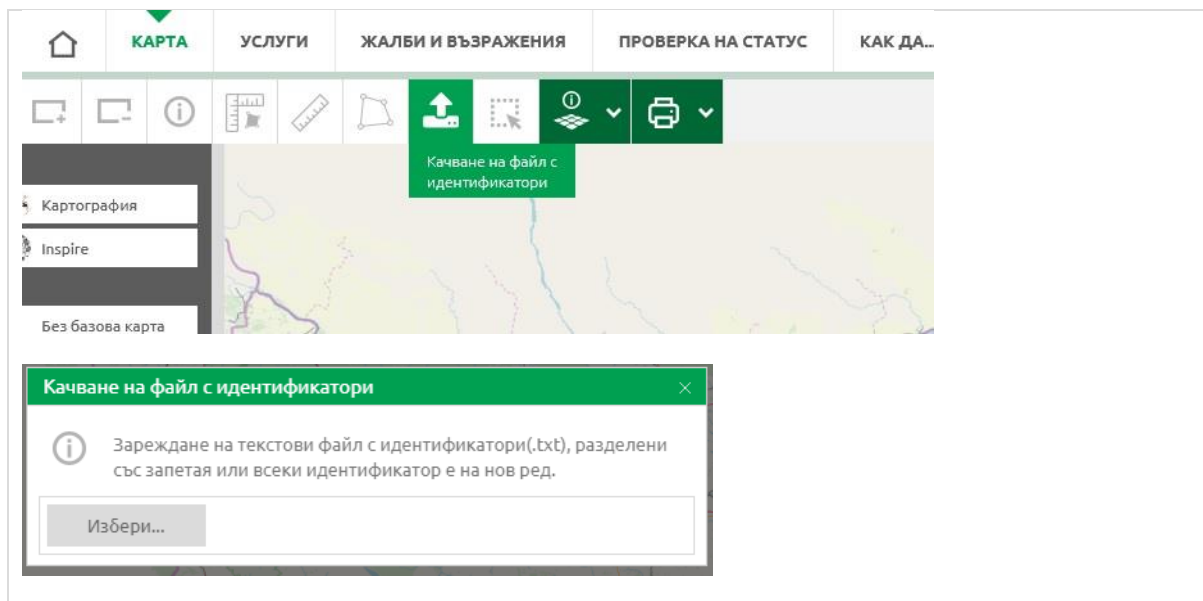 КАРТА УСЛУГИ ЖАЛБИ И ВЪЗРАЖЕНИЯ ПРОВЕРКА НА СТАТУС КАК ДА...
Качване на файл с
идентификатори
Картография
Inspire
Без базова карта
Качване на файл с идентификатори
Зареждане на текстови файл с идентификатори(.txt), разделени
със запетая или всеки идентификатор е на нов ред.
Избери...